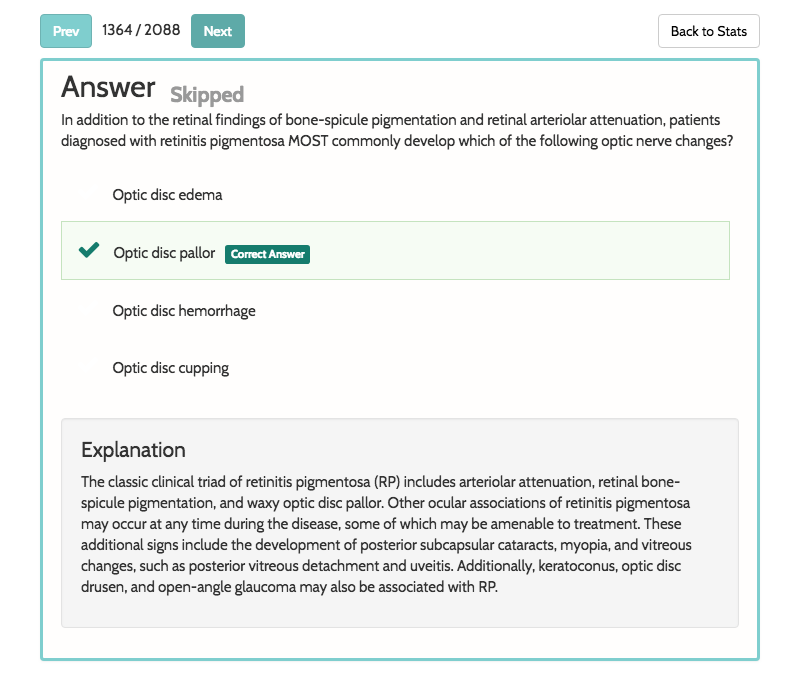 Prev 1364 / 2088 Next Back to Stats
Answer Skipped
In addition to the retinal findings of bone-spicule pigmentation and retinal arteriolar attenuation, patients
diagnosed with retinitis pigmentosa MOST commonly develop which of the following optic nerve changes?
Optic disc edema
Optic disc pallor Correct Answer
Optic disc hemorrhage
Optic disc cupping
Explanation
The classic clinical triad of retinitis pigmentosa (RP) includes arteriolar attenuation, retinal bone-
spicule pigmentation, and waxy optic disc pallor. Other ocular associations of retinitis pigmentosa
may occur at any time during the disease, some of which may be amenable to treatment. These
additional signs include the development of posterior subcapsular cataracts, myopia, and vitreous
changes, such as posterior vitreous detachment and uveitis. Additionally, keratoconus, optic disc
drusen, and open-angle glaucoma may also be associated with RP.